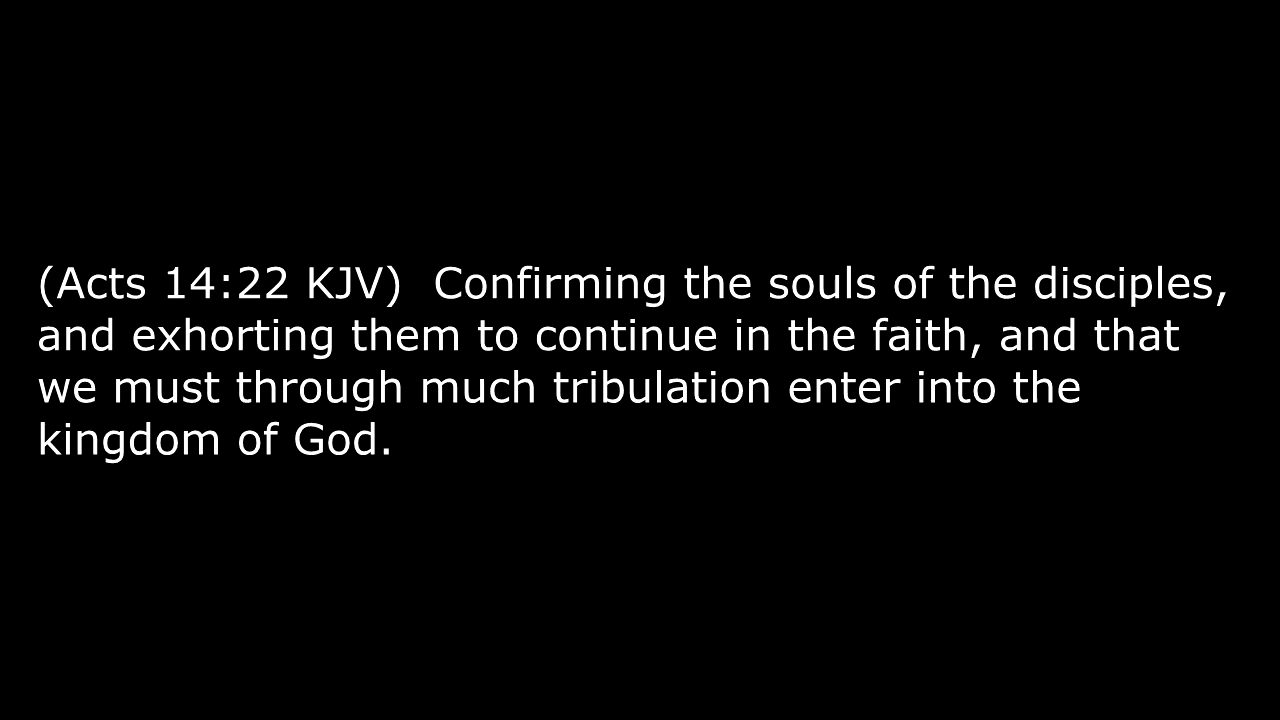 (Acts 14:22 KJV)  Confirming the souls of the disciples,
and exhorting them to continue in the faith, and that
we must through much tribulation enter into the
kingdom of God.